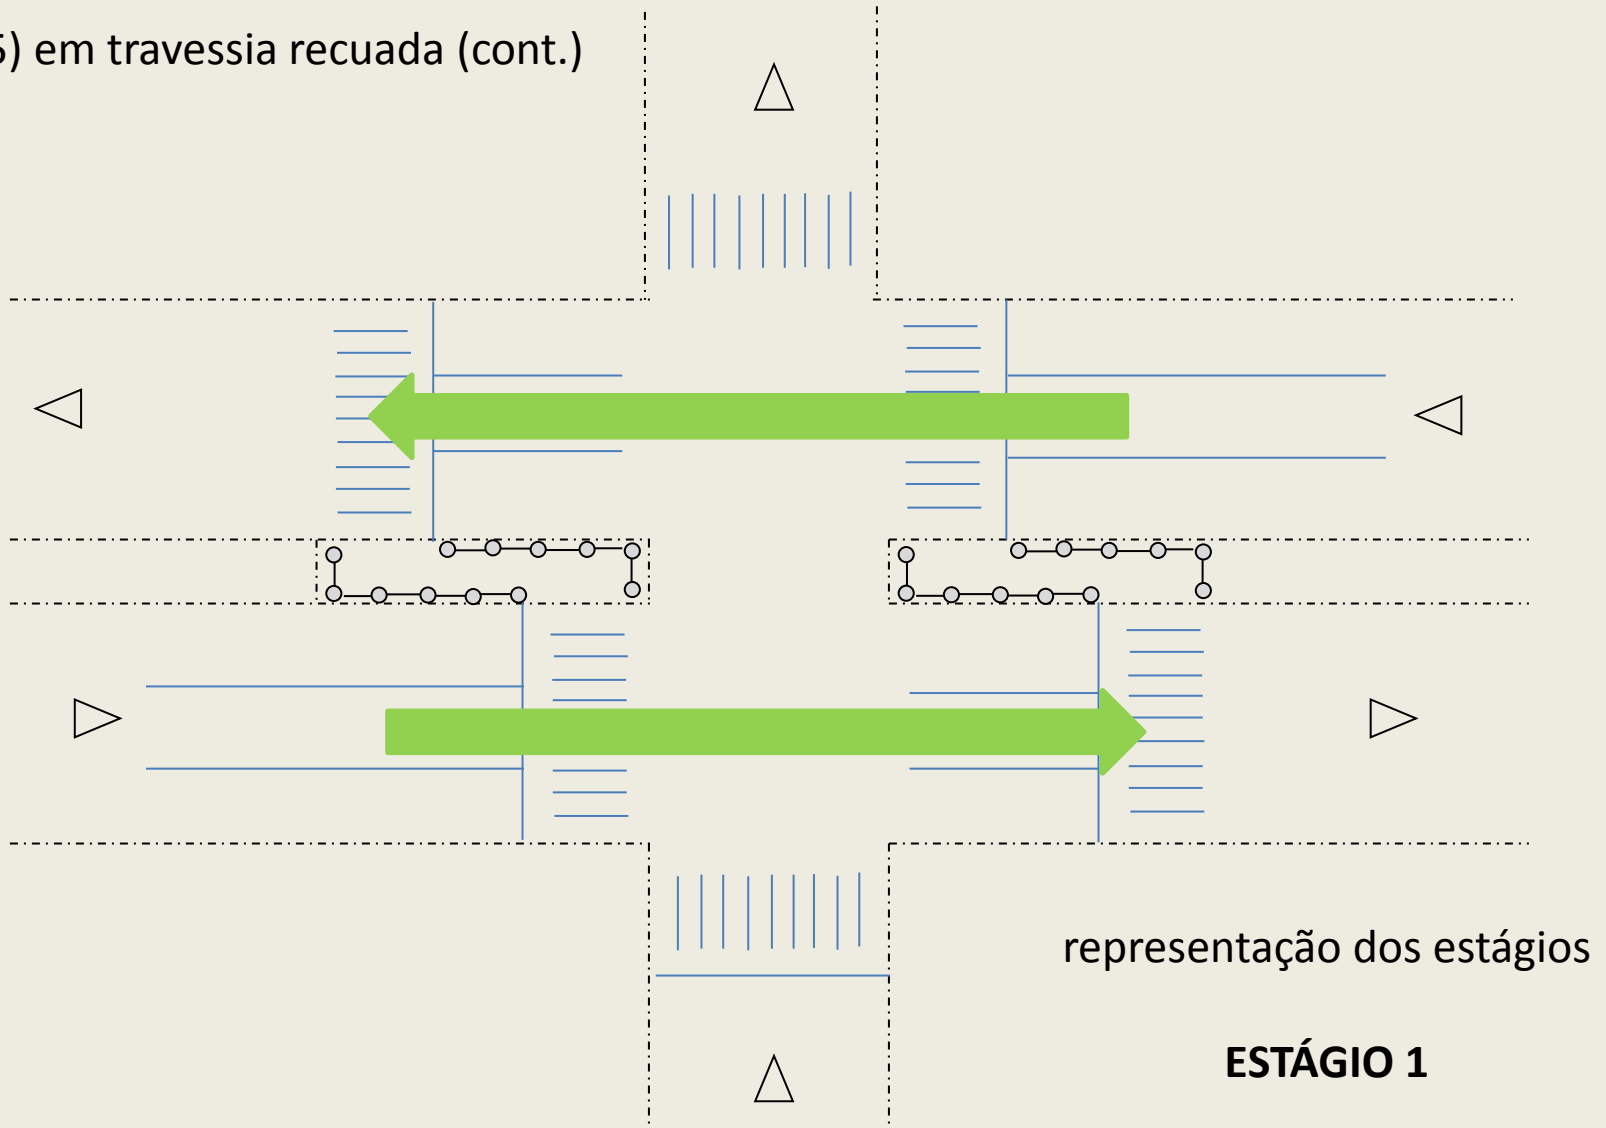 5) em travessia recuada (cont.)
representação dos estágios
ESTÁGIO 1